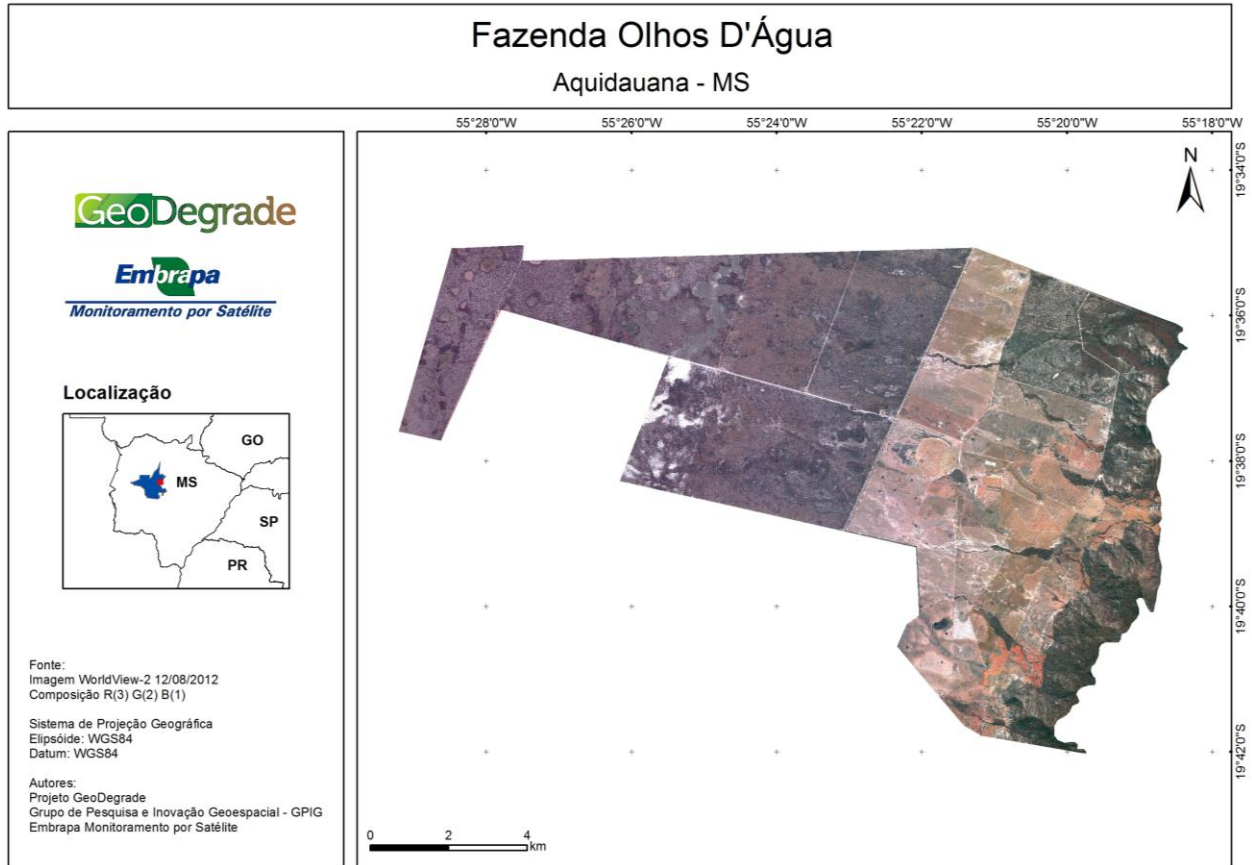 Fazenda Olhos D'Água
Aquidauana - MS
GeoDegrade
Embrapa
Monitoramento por Satélite
Localização
GO
MS
SP
PR
Fonte:
Imagem WorldView-2 12/08/2012
Composição R(3) G(2) B(1)
Sistema de Projeção Geográfica
Elipsóide: WGS84
Datum: WGS84
Autores:
Projeto GeoDegrade
Grupo de Pesquisa e Inovação Geoespacial - GPIG
Embrapa Monitoramento por Satélite
55°28'0"W 55°26'0"W 55°24'0"W 55°22'0"W 55°20'0"W 55°18'0"W
N
19°34'0"S
19°36'0"S
19°38'0"S
19°40'0"S
19°42'0"S
0 2 4
km